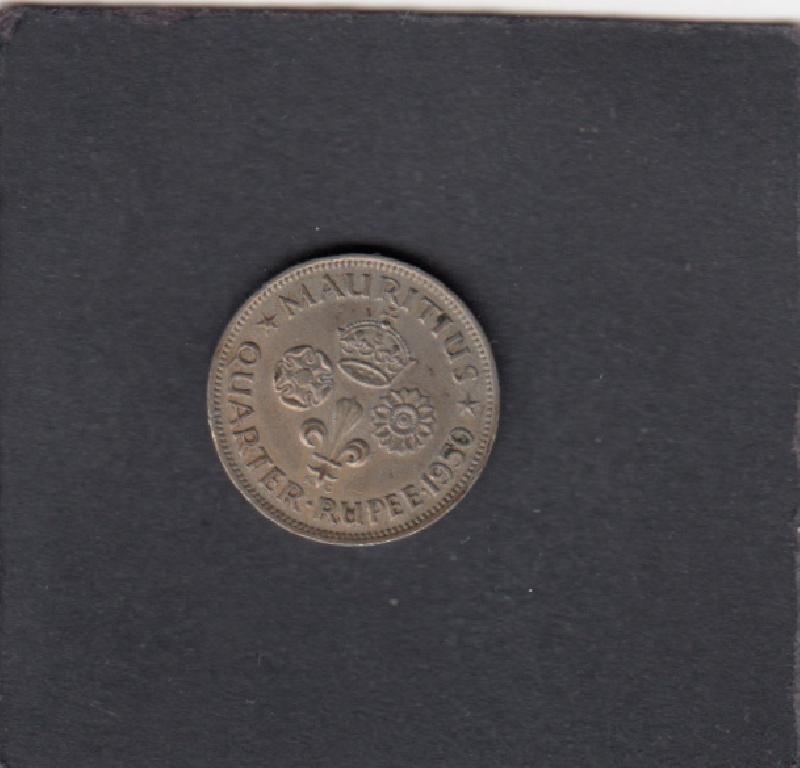 ★ MAURITIUS ★
QUARTER · RUPEE · 1950